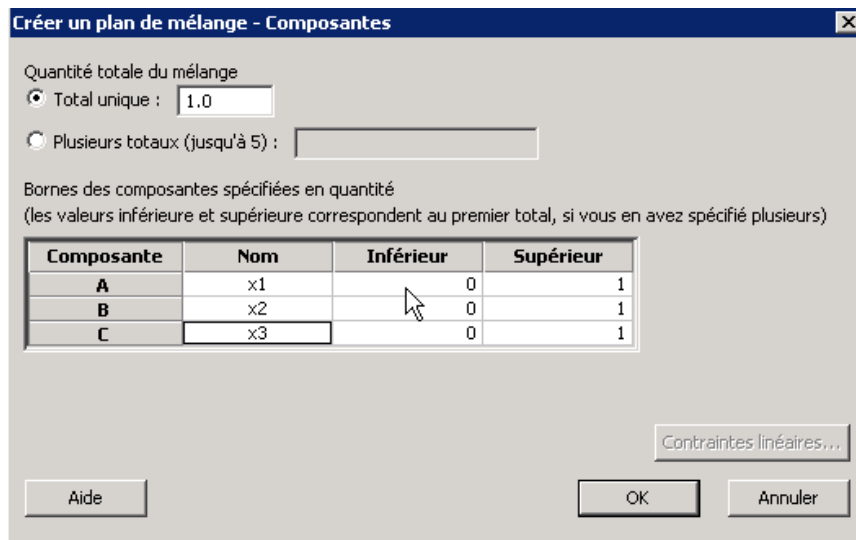 Créer un plan de mélange - Composantes
Quantité totale du mélange
Total unique : 1.0
Plusieurs totaux (jusqu'à 5) :
Bornes des composantes spécifiées en quantité
(les valeurs inférieure et supérieure correspondent au premier total, si vous en avez spécifié plusieurs)
Composante Nom Inférieur Supérieur
A x1 0 1
B x2 0 1
C x3 0 1
Contraintes linéaires...
Aide OK Annuler